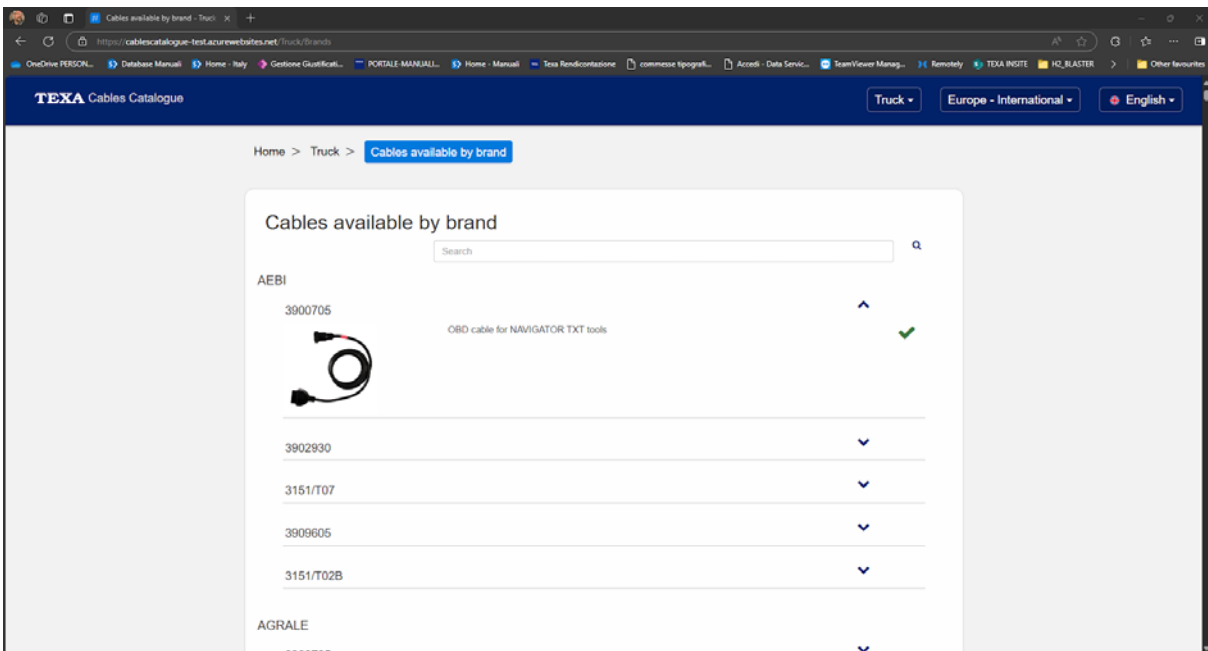 Cables available by brand - Truck
https://cablescatalogue-test.azurewebsites.net/Truck/Brands
OneDrive PERSON... Database Manuali Home - Italy Gestione Giustificati... PORTALE-MANUALI... Home - Manuali Texa Rendicontazione commesse tipografi... Accedi - Data Servic... TeamViewer Manag... Remotely TEXA INSITE H2_BLASTER Other favourites
TEXA Cables Catalogue
Truck
Europe - International
English
Home > Truck > Cables available by brand
Cables available by brand
Search
AEBI
3900705
OBD cable for NAVIGATOR TXT tools
3902930
3151/T07
3909605
3151/T02B
AGRALE